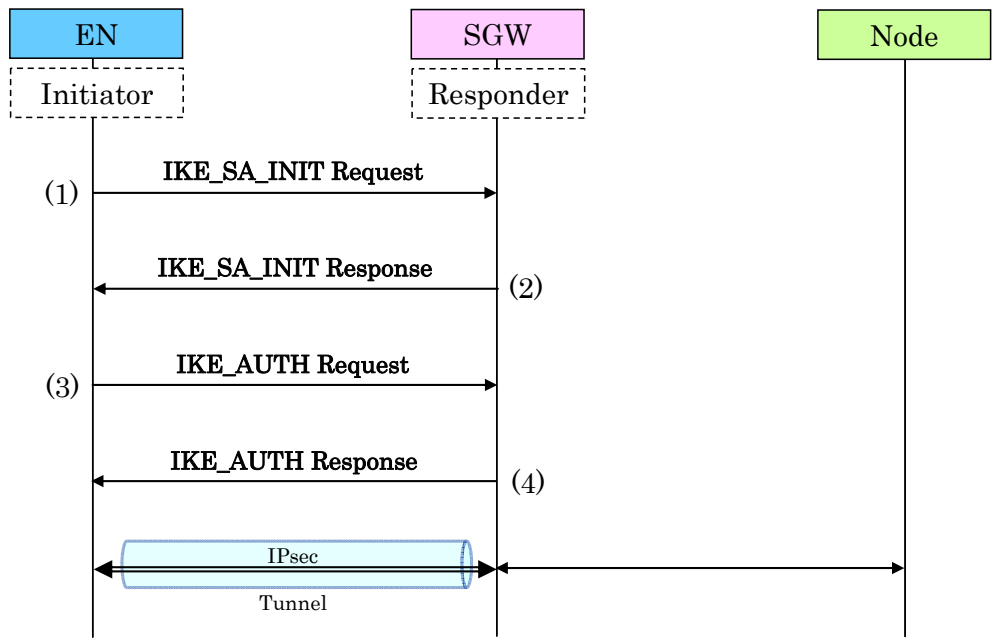 EN
SGW
Node
Initiator
Responder
IKE_SA_INIT Request
(1)
IKE_SA_INIT Response
(2)
IKE_AUTH Request
(3)
IKE_AUTH Response
(4)
IPsec
Tunnel